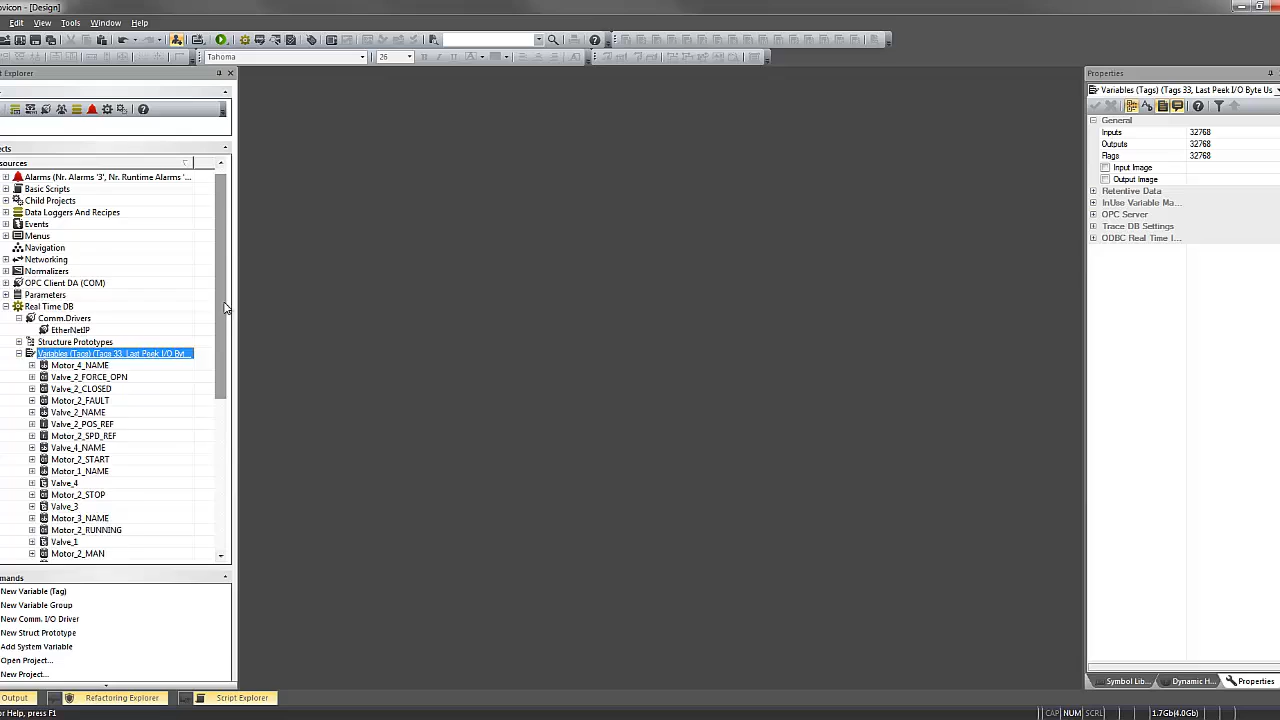 ovicon - [Design]
Edit View Tools Window Help
Tahoma 26
ct Explorer
ects
sources
Alarms (Nr. Alarms '3', Nr. Runtime Alarms '...
Basic Scripts
Child Projects
Data Loggers And Recipes
Events
Menus
Navigation
Networking
Normalizers
OPC Client DA (COM)
Parameters
Real Time DB
Comm.Drivers
EtherNetIP
Structure Prototypes
Variables (Tags) (Tags 33, Last Peek I/O Byt...
Motor_4_NAME
Valve_2_FORCE_OPN
Valve_2_CLOSED
Motor_2_FAULT
Valve_2_NAME
Valve_2_POS_REF
Motor_2_SPD_REF
Valve_4_NAME
Motor_2_START
Motor_1_NAME
Valve_4
Motor_2_STOP
Valve_3
Motor_3_NAME
Motor_2_RUNNING
Valve_1
Motor_2_MAN
mands
New Variable (Tag)
New Variable Group
New Comm. I/O Driver
New Struct Prototype
Add System Variable
Open Project...
New Project...
Output Refactoring Explorer Script Explorer
or Help, press F1
Properties
Variables (Tags) (Tags 33, Last Peek I/O Byte Us
General
Inputs 32768
Outputs 32768
Flags 32768
Input Image
Output Image
Retentive Data
InUse Variable Ma...
OPC Server
Trace DB Settings
ODBC Real Time I...
Symbol Lib... Dynamic H... Properties
CAP NUM SCRL 1.7Gb(4.0Gb)